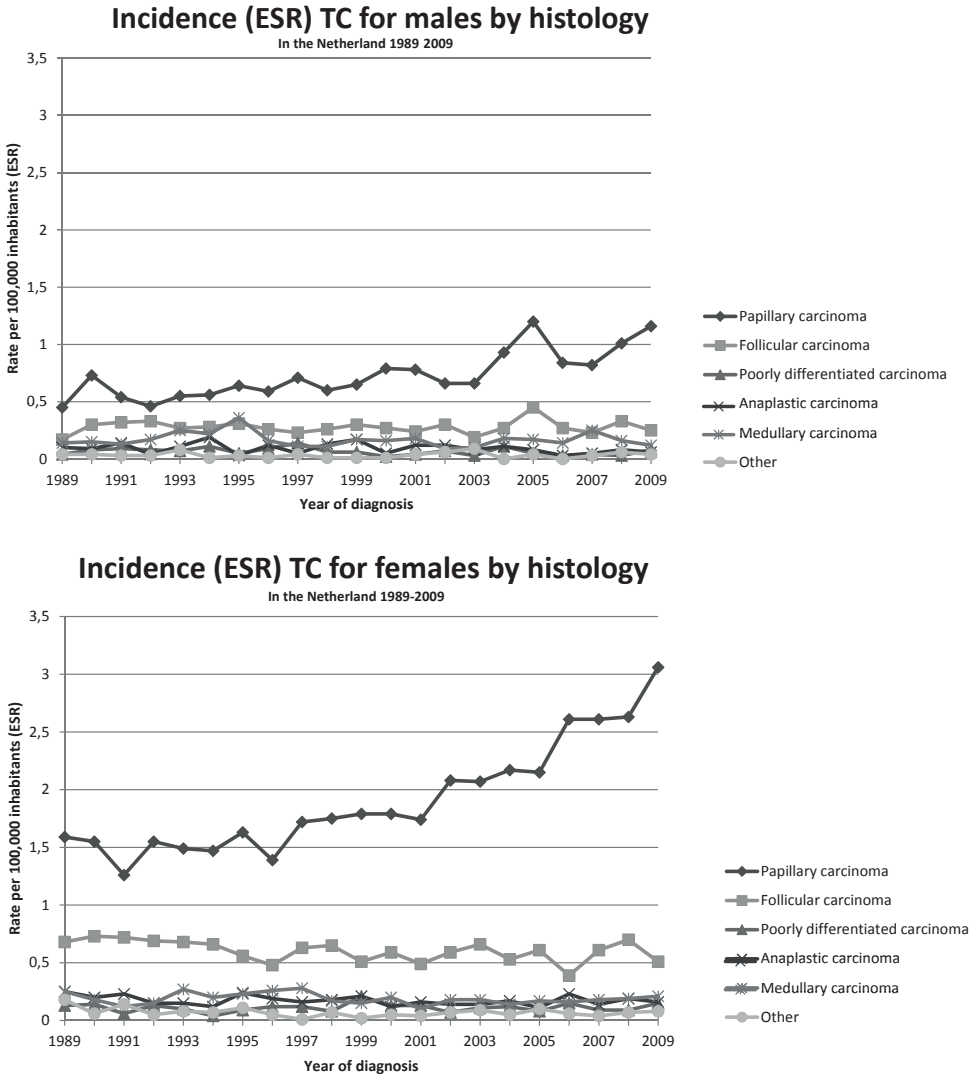 Incidence (ESR) TC for males by histology
In the Netherland 1989 2009
3,5
3
2,5
2
1,5
1
0,5
0
Rate per 100,000 inhabitants (ESR)
1989 1991 1993 1995 1997 1999 2001 2003 2005 2007 2009
Year of diagnosis
Papillary carcinoma
Follicular carcinoma
Poorly differentiated carcinoma
Anaplastic carcinoma
Medullary carcinoma
Other
Incidence (ESR) TC for females by histology
In the Netherland 1989-2009
3,5
3
2,5
2
1,5
1
0,5
0
Rate per 100,000 inhabitants (ESR)
1989 1991 1993 1995 1997 1999 2001 2003 2005 2007 2009
Year of diagnosis
Papillary carcinoma
Follicular carcinoma
Poorly differentiated carcinoma
Anaplastic carcinoma
Medullary carcinoma
Other